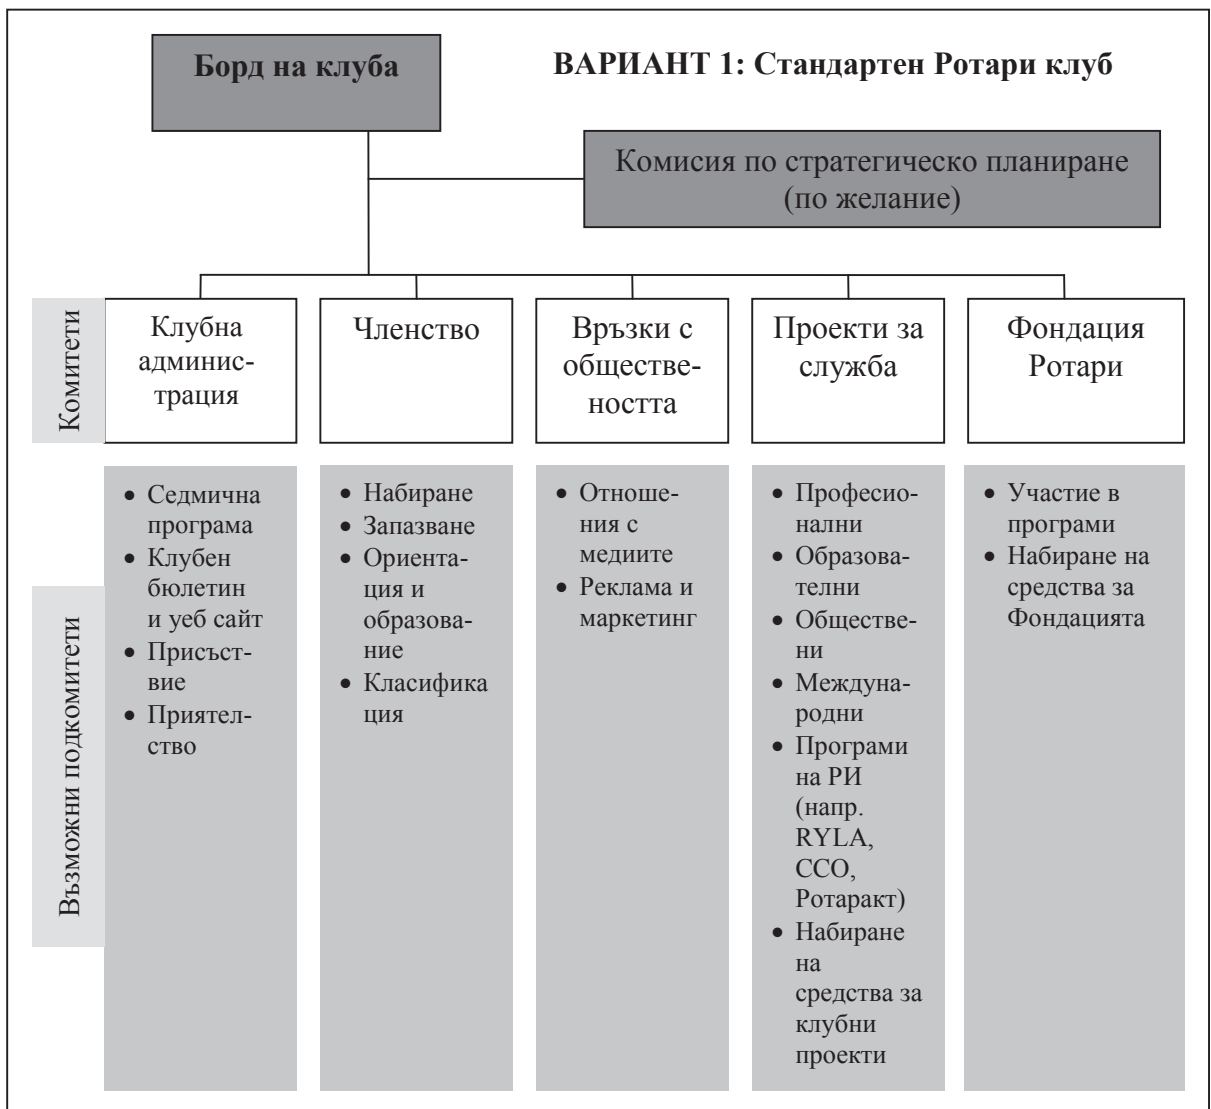 Борд на клуба
ВАРИАНТ 1: Стандартен Ротари клуб
Комисия по стратегическо планиране
(по желание)
Комитети
Клубна
админис-
трация
Членство
Връзки с
обществе-
ността
Проекти за
служба
Фондация
Ротари
Възможни подкомитети
• Седмична
програма
• Клубен
бюлетин
и уеб сайт
• Присъст-
вие
• Приятел-
ство
• Набиране
• Запазване
• Ориента-
ция и
образова-
ние
• Класифика
ция
• Отноше-
ния с
медиите
• Реклама и
маркетинг
• Професио-
нални
• Образова-
телни
• Обществе-
ни
• Междуна-
родни
• Програми
на РИ
(напр.
RYLA,
ССО,
Ротаракт)
• Набиране
на
средства за
клубни
проекти
• Участие в
програми
• Набиране на
средства за
Фондацията